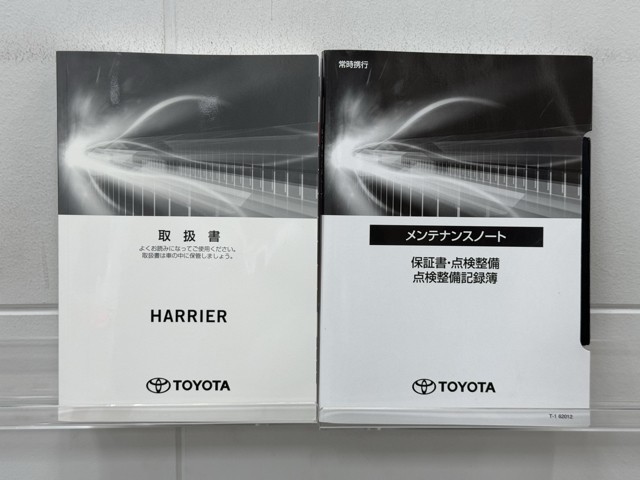 取扱書
よくお読みになってご使用ください。
取扱書は車の中に保管しましょう。
HARRIER
TOYOTA
常時携行
メンテナンスノート
保証書・点検整備
点検整備記録簿
TOYOTA
T-1 92012